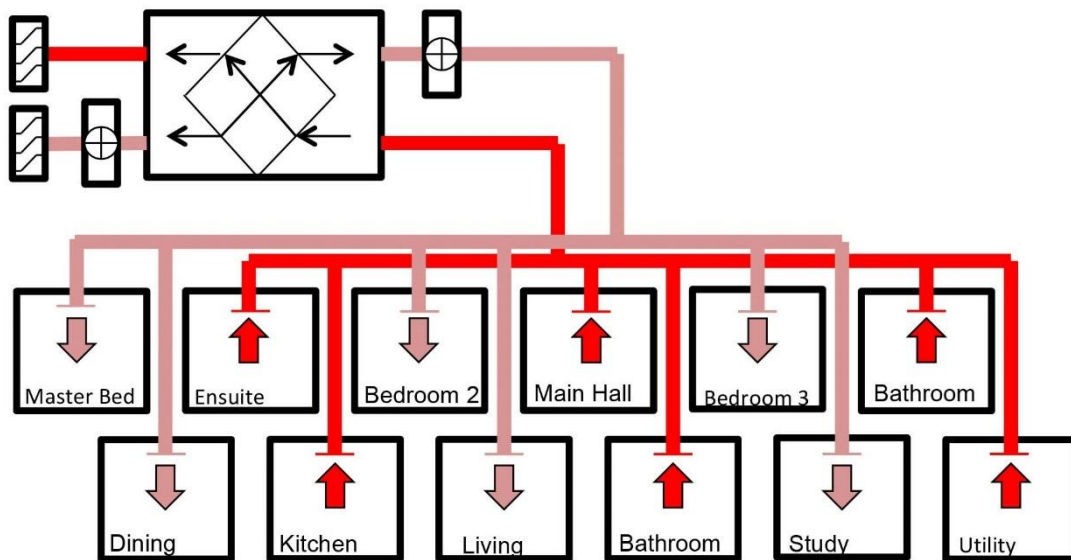 Master Bed
Ensuite
Bedroom 2
Main Hall
Bedroom 3
Bathroom
Dining
Kitchen
Living
Bathroom
Study
Utility